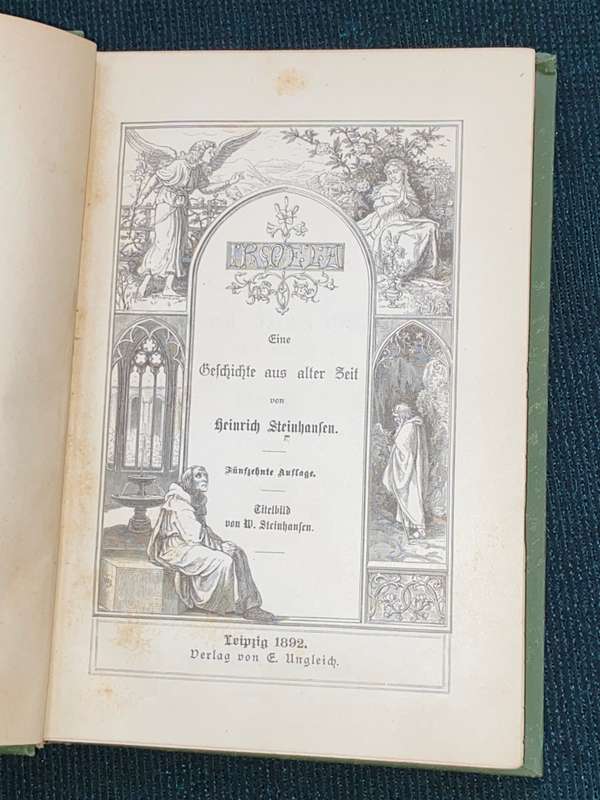 IRMELA
Eine
Geschichte aus alter Zeit
von
Heinrich Steinhausen.
Fünfzehnte Auflage.
Titelbild
von W. Steinhausen.
Leipzig 1892.
Verlag von E. Ungleich.